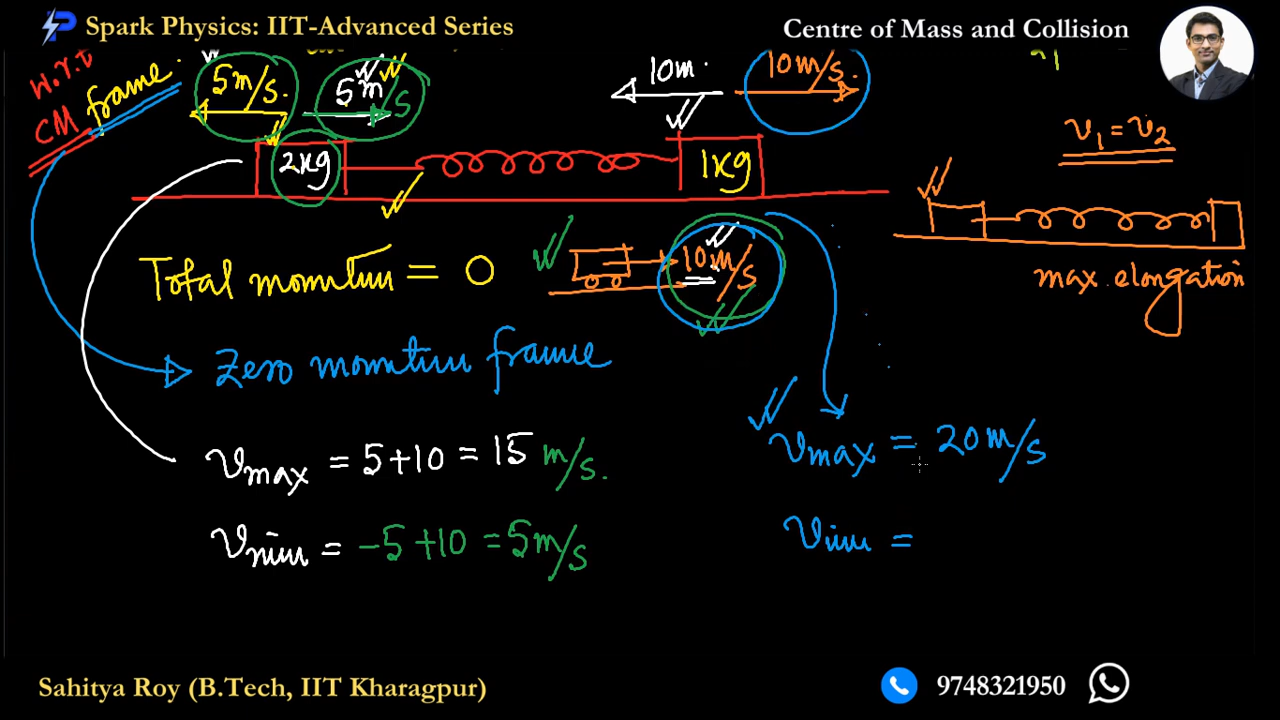 Spark Physics: IIT-Advanced Series
Centre of Mass and Collision
w.r.t
CM frame.
5m/s.
5m/s
10m.
10m/s.
v₁ = v₂
2kg
1kg
Total momtum = 0
10m/s
max. elongation
Zero momtum frame
vmax = 5+10 = 15 m/s.
vmax = 20m/s
vmin = -5+10 = 5m/s
vmin =
Sahitya Roy (B.Tech, IIT Kharagpur)
9748321950